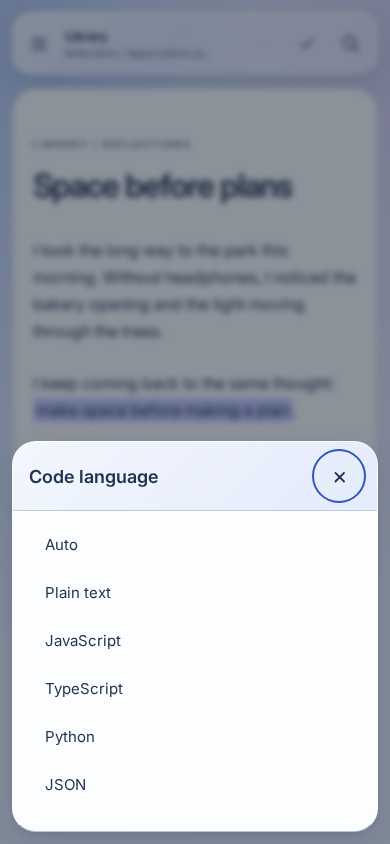 Library
LIBRARY / REFLECTIONS
Space before plans
I took the long way to the park this
morning. Without headphones, I noticed the
bakery opening and the light moving
through the trees.
I keep coming back to the same thought:
make space before making a plan.
Code language
Auto
Plain text
JavaScript
TypeScript
Python
JSON